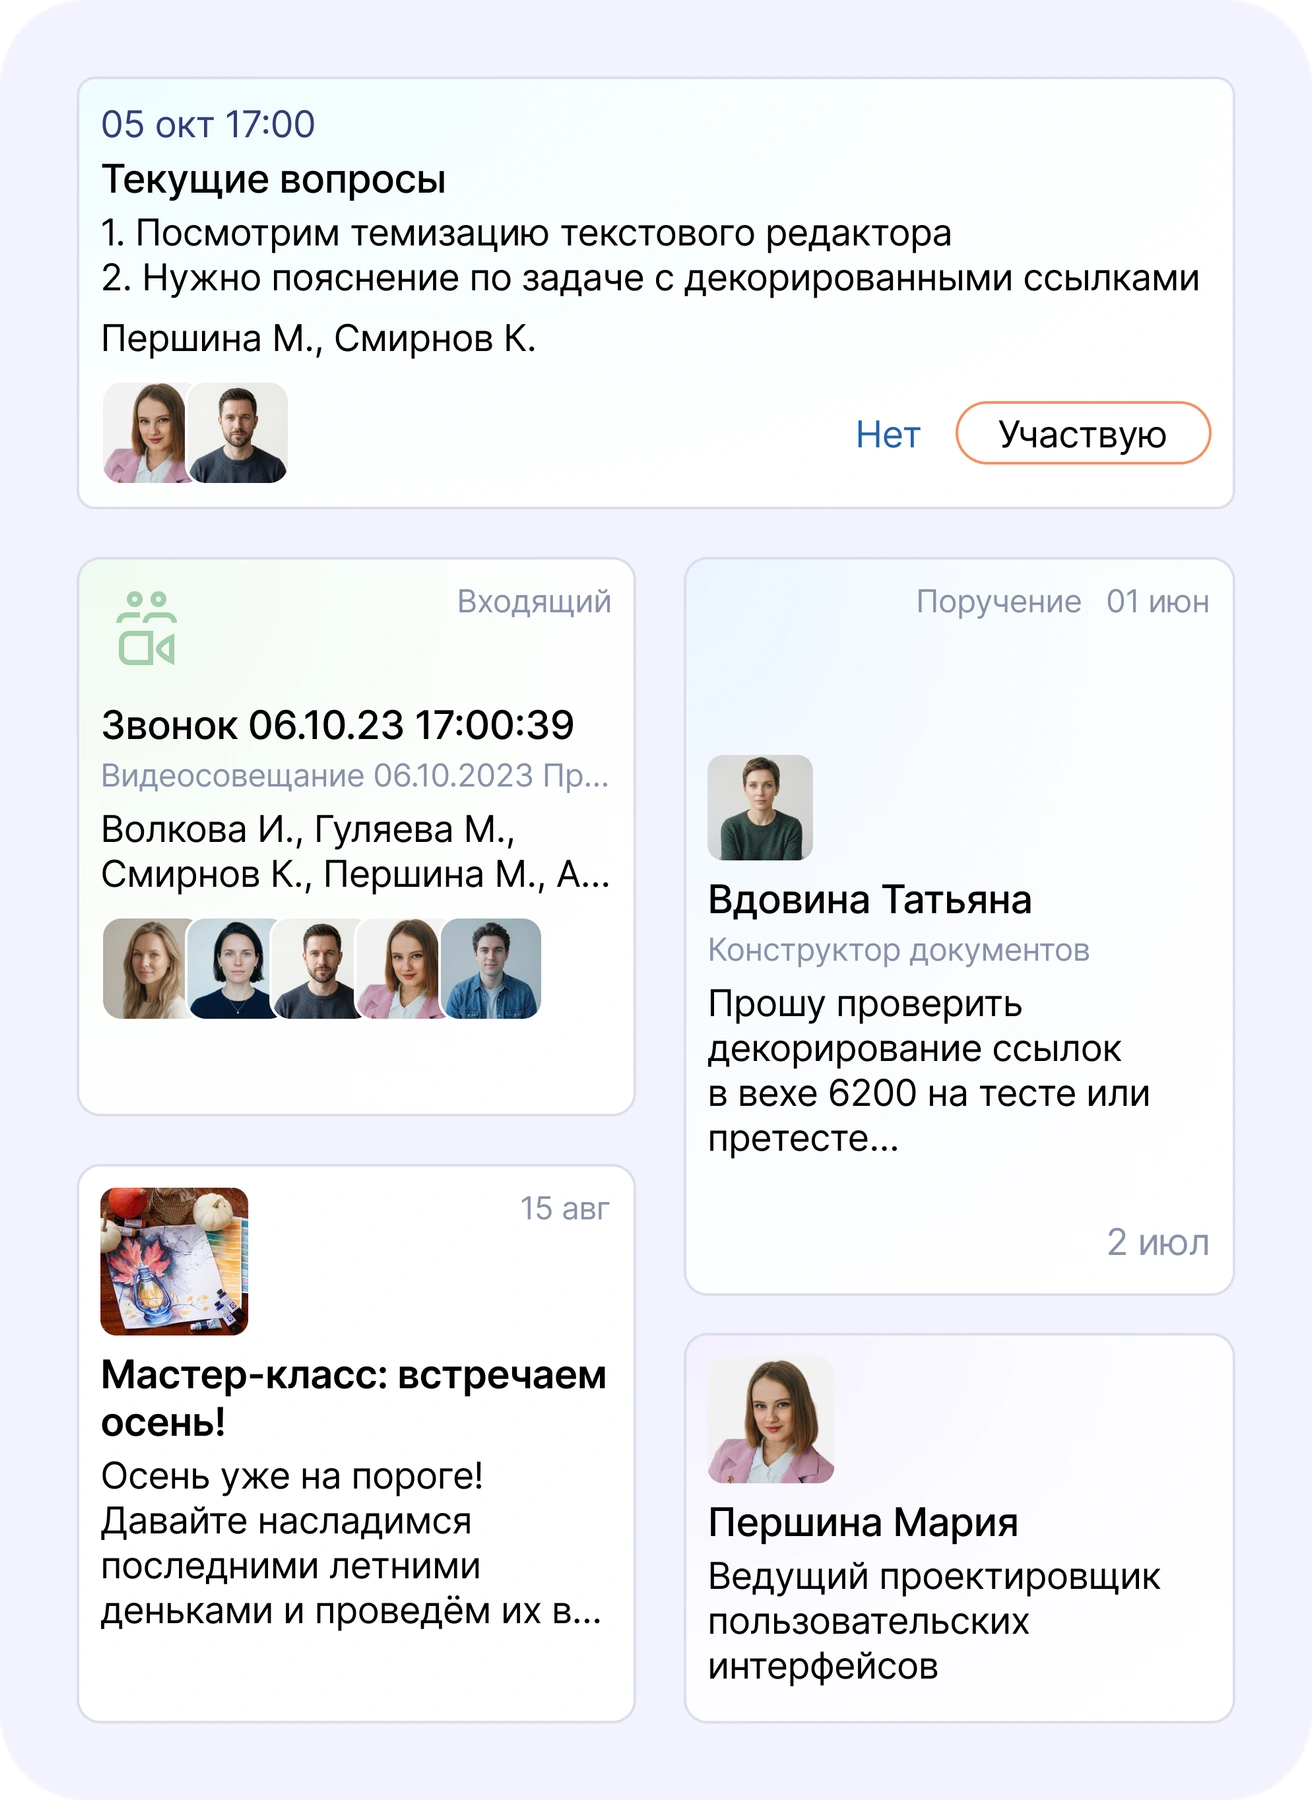 05 окт 17:00
Текущие вопросы
1. Посмотрим темизацию текстового редактора
2. Нужно пояснение по задаче с декорированными ссылками
Першина М., Смирнов К.
Нет
Участвую
Входящий
Звонок 06.10.23 17:00:39
Видеосовещание 06.10.2023 Пр...
Волкова И., Гуляева М.,
Смирнов К., Першина М., А...
Поручение 01 июн
Вдовина Татьяна
Конструктор документов
Прошу проверить
декорирование ссылок
в вехе 6200 на тесте или
претесте...
2 июл
15 авг
Мастер-класс: встречаем
осень!
Осень уже на пороге!
Давайте насладимся
последними летними
деньками и проведём их в...
Першина Мария
Ведущий проектировщик
пользовательских
интерфейсов